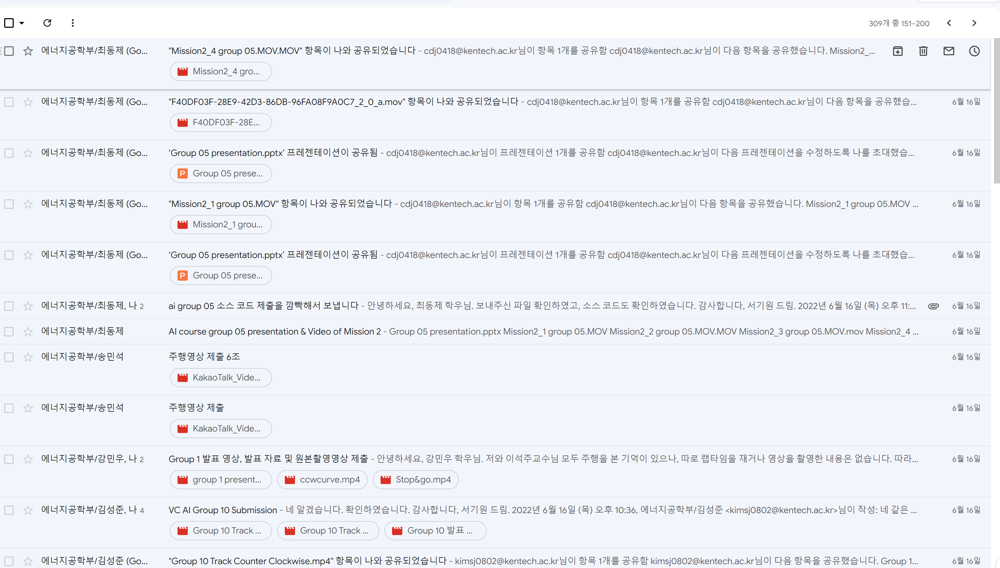 309개 중 151–200
에너지공학부/최동제 (Go... "Mission2_4 group 05.MOV.MOV" 항목이 나와 공유되었습니다 - cdj0418@kentech.ac.kr님이 항목 1개를 공유함 cdj0418@kentech.ac.kr님이 다음 항목을 공유했습니다. Mission2_...
Mission2_4 gro...
에너지공학부/최동제 (Go... "F40DF03F-28E9-42D3-86DB-96FA08F9A0C7_2_0_a.mov" 항목이 나와 공유되었습니다 - cdj0418@kentech.ac.kr님이 항목 1개를 공유함 cdj0418@kentech.ac.kr님이 다음 항목을 공유했습... 6월 16일
F40DF03F-28E...
에너지공학부/최동제 (Go... ‘Group 05 presentation.pptx’ 프레젠테이션이 공유됨 - cdj0418@kentech.ac.kr님이 프레젠테이션 1개를 공유함 cdj0418@kentech.ac.kr님이 다음 프레젠테이션을 수정하도록 나를 초대했습... 6월 16일
P Group 05 prese...
에너지공학부/최동제 (Go... "Mission2_1 group 05.MOV" 항목이 나와 공유되었습니다 - cdj0418@kentech.ac.kr님이 항목 1개를 공유함 cdj0418@kentech.ac.kr님이 다음 항목을 공유했습니다. Mission2_1 group 05.MOV ... 6월 16일
Mission2_1 grou...
에너지공학부/최동제 (Go... ‘Group 05 presentation.pptx’ 프레젠테이션이 공유됨 - cdj0418@kentech.ac.kr님이 프레젠테이션 1개를 공유함 cdj0418@kentech.ac.kr님이 다음 프레젠테이션을 수정하도록 나를 초대했습... 6월 16일
P Group 05 prese...
에너지공학부/최동제, 나 2 ai group 05 소스 코드 제출을 깜빡해서 보냅니다 - 안녕하세요, 최동제 학우님. 보내주신 파일 확인하였고, 소스 코드도 확인하였습니다. 감사합니다, 서기원 드림. 2022년 6월 16일 (목) 오후 11:... 6월 16일
에너지공학부/최동제 AI course group 05 presentation & Video of Mission 2 - Group 05 presentation.pptx Mission2_1 group 05.MOV Mission2_2 group 05.MOV.MOV Mission2_3 group 05.MOV.mov Mission2_4 ... 6월 16일
에너지공학부/송민석 주행영상 제출 6조 6월 16일
KakaoTalk_Vide...
에너지공학부/송민석 주행영상 제출 6월 16일
KakaoTalk_Vide...
에너지공학부/강민우, 나 2 Group 1 발표 영상, 발표 자료 및 원본촬영영상 제출 - 안녕하세요, 강민우 학우님. 저와 이석주교수님 모두 주행을 본 기억이 있으나, 따로 랩타임을 재거나 영상을 촬영한 내용은 없습니다. 따라... 6월 16일
group 1 present... ccwcurve.mp4 Stop&go.mp4
에너지공학부/김성준, 나 4 VC AI Group 10 Submission - 네 알겠습니다. 확인하였습니다. 감사합니다, 서기원 드림. 2022년 6월 16일 (목) 오후 10:36, 에너지공학부/김성준 <kimsj0802@kentech.ac.kr>님이 작성: 네 같은 ... 6월 16일
Group 10 Track ... Group 10 Track ... Group 10 발표 ...
에너지공학부/김성준 (Go... "Group 10 Track Counter Clockwise.mp4" 항목이 나와 공유되었습니다 - kimsj0802@kentech.ac.kr님이 항목 1개를 공유함 kimsj0802@kentech.ac.kr님이 다음 항목을 공유했습니다. Group 1... 6월 16일